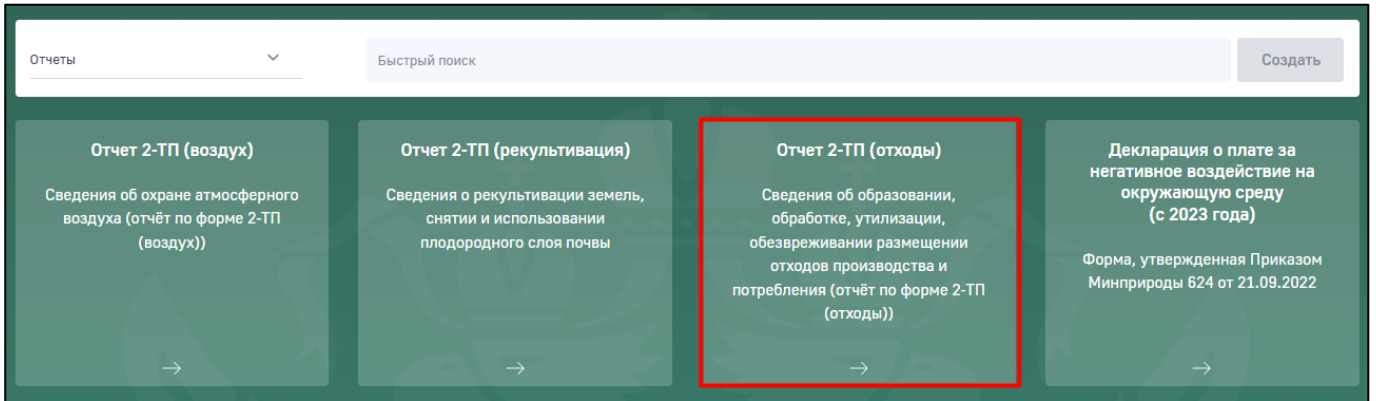 Отчеты
Быстрый поиск
Создать
Отчет 2-ТП (воздух)
Сведения об охране атмосферного
воздуха (отчёт по форме 2-ТП
(воздух))
Отчет 2-ТП (рекультивация)
Сведения о рекультивации земель,
снятии и использовании
плодородного слоя почвы
Отчет 2-ТП (отходы)
Сведения об образовании,
обработке, утилизации,
обезвреживании размещении
отходов производства и
потребления (отчёт по форме 2-ТП
(отходы))
Декларация о плате за
негативное воздействие на
окружающую среду
(с 2023 года)
Форма, утвержденная Приказом
Минприроды 624 от 21.09.2022